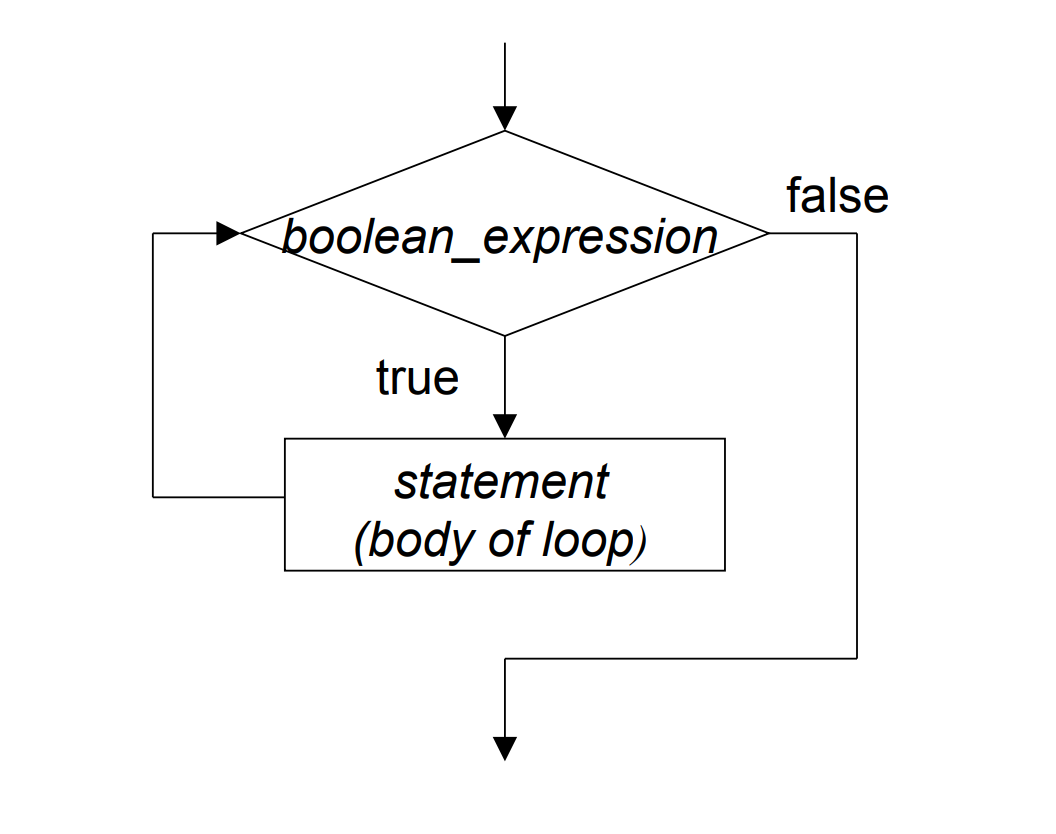 false
boolean_expression
true
statement
(body of loop)